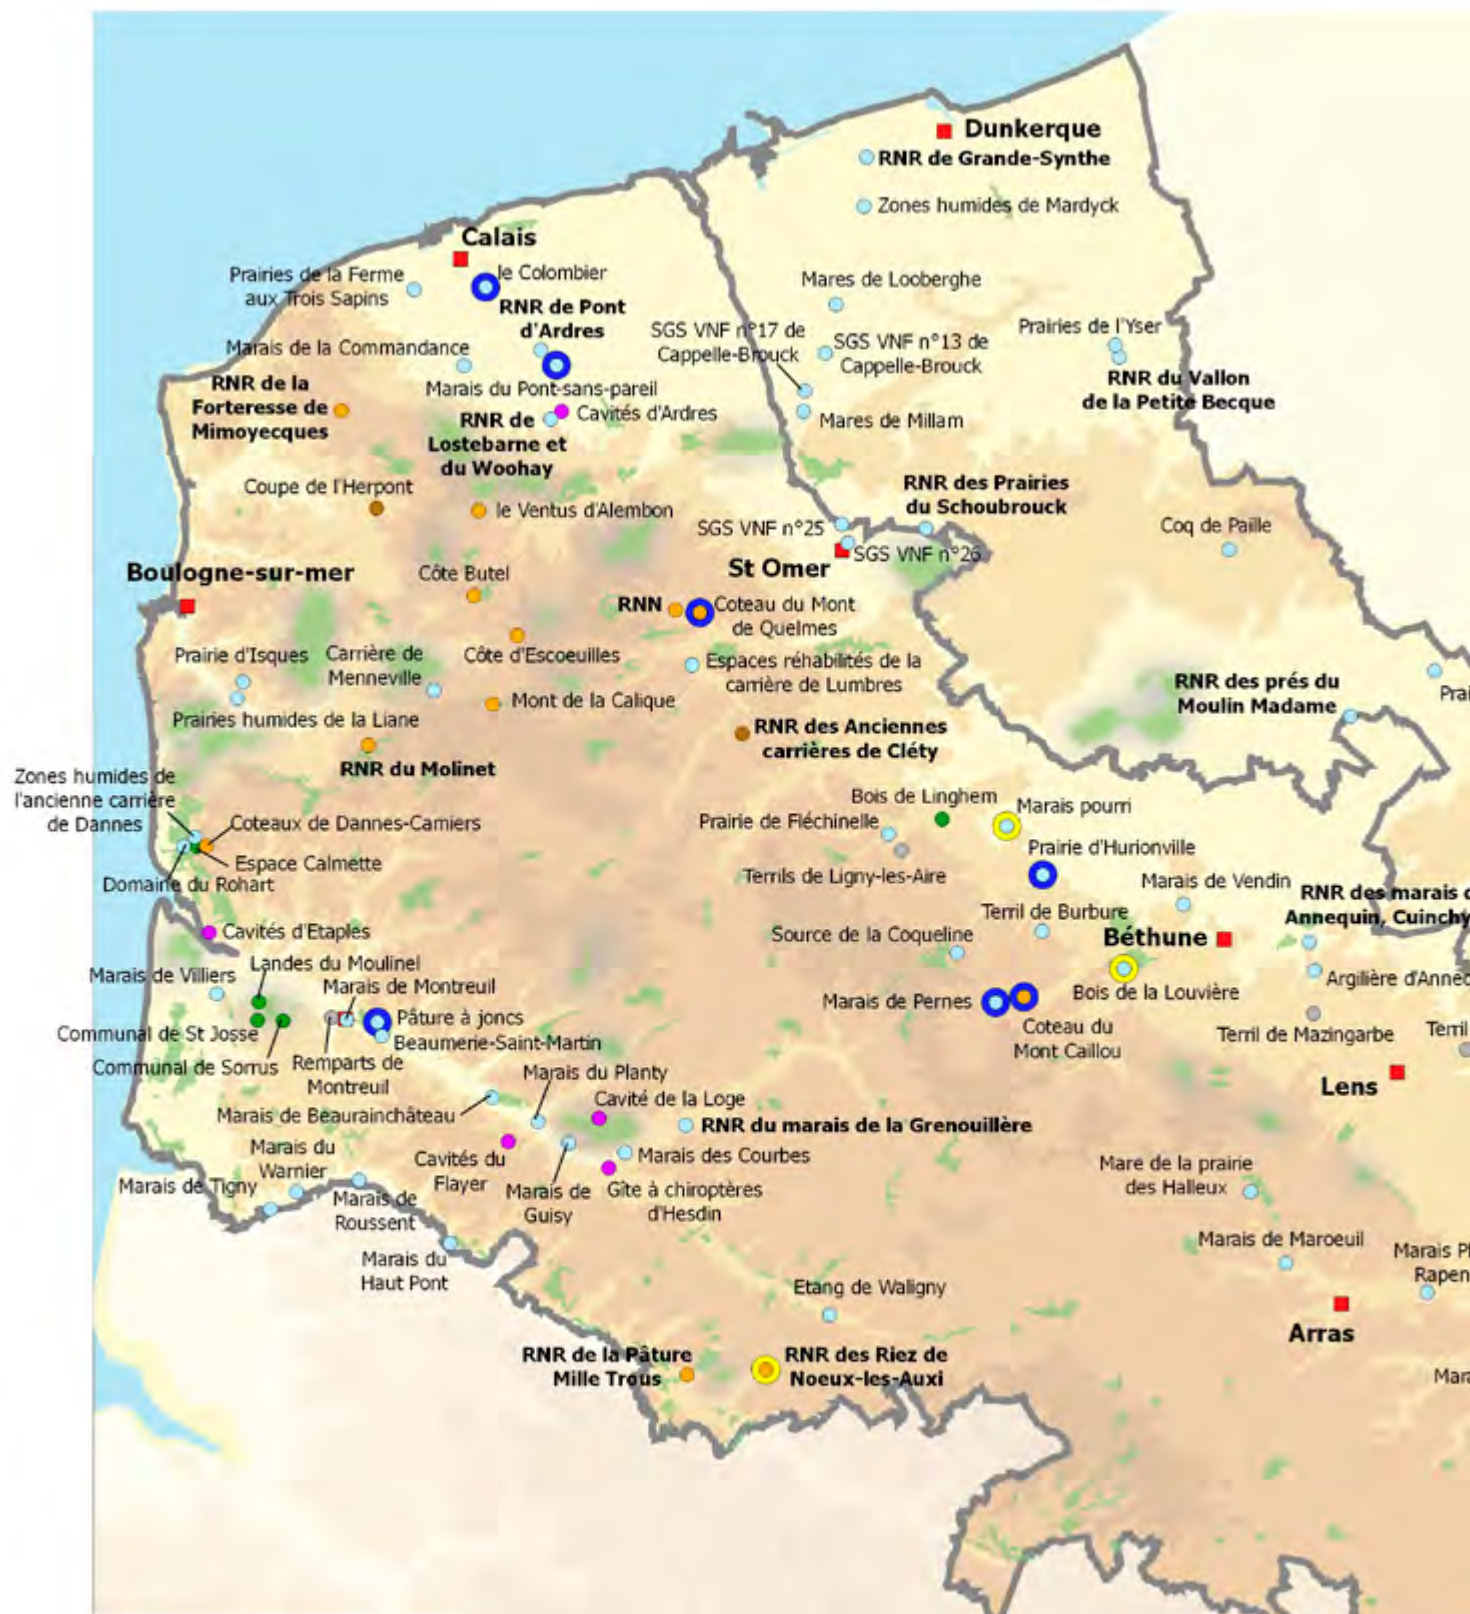 Dunkerque
RNR de Grande-Synthe
Zones humides de Mardyck
Calais
Prairies de la Ferme
aux Trois Sapins
le Colombier
RNR de Pont
d'Ardres
Mares de Looberghe
SGS VNF n°17 de
Cappelle-Brouck
SGS VNF n°13 de
Cappelle-Brouck
Prairies de l'Yser
RNR du Vallon
de la Petite Becque
Marais de la Commandance
Marais du Pont-sans-pareil
RNR de la
Forteresse de
Mimoyecques
Cavités d'Ardres
RNR de
Lostebarne et
du Woohay
Mares de Millam
Coupe de l'Herpont
le Ventus d'Alembon
RNR des Prairies
du Schoubrouck
SGS VNF n°25
SGS VNF n°26
Coq de Paille
St Omer
Boulogne-sur-mer
Côte Butel
RNN
Coteau du Mont
de Quelmes
Prairie d'Isques
Carrière de
Menneville
Côte d'Escoeuilles
Espaces réhabilités de la
carrière de Lumbres
RNR des prés du
Moulin Madame
Prai
Mont de la Calique
Prairies humides de la Liane
RNR des Anciennes
carrières de Cléty
RNR du Molinet
Zones humides de
l'ancienne carrière
de Dannes
Coteaux de Dannes-Camiers
Espace Calmette
Domaine du Rohart
Bois de Linghem
Marais pourri
Prairie de Fléchinelle
Prairie d'Hurionville
Terrils de Ligny-les-Aire
Marais de Vendin
RNR des marais d
Annequin, Cuinchy
Terril de Burbure
Béthune
Cavités d'Etaples
Source de la Coqueline
Landes du Moulinel
Marais de Villiers
Marais de Montreuil
Argilière d'Anneq
Bois de la Louvière
Marais de Pernes
Pâture à joncs
Communal de St Josse
Beaumerie-Saint-Martin
Coteau du
Mont Caillou
Terril de Mazingarbe
Terril
Communal de Sorrus
Remparts de
Montreuil
Marais du Planty
Lens
Cavité de la Loge
Marais de Beaurainchâteau
RNR du marais de la Grenouillère
Marais du
Warnier
Cavités du
Flayer
Marais des Courbes
Mare de la prairie
des Halleux
Marais de Tigny
Marais de
Roussent
Marais de
Guisy
Gîte à chiroptères
d'Hesdin
Marais du
Haut Pont
Marais de Maroeuil
Marais Pl
Rapen
Etang de Waligny
Arras
RNR de la Pâture
Mille Trous
RNR des Riez de
Noeux-les-Auxi
Mara